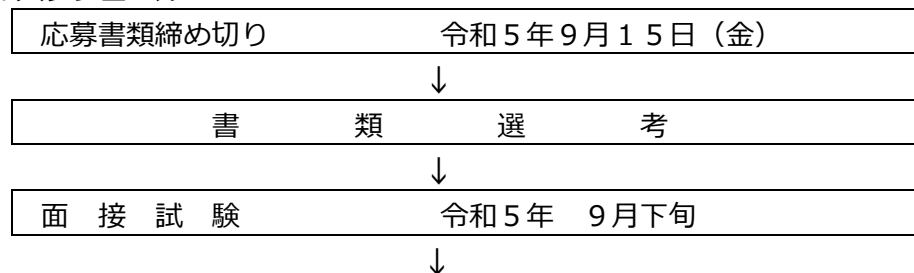 応募書類締め切り 令和５年９月１５日（金）
↓
書 類 選 考
↓
面 接 試 験 令和５年 ９月下旬
↓